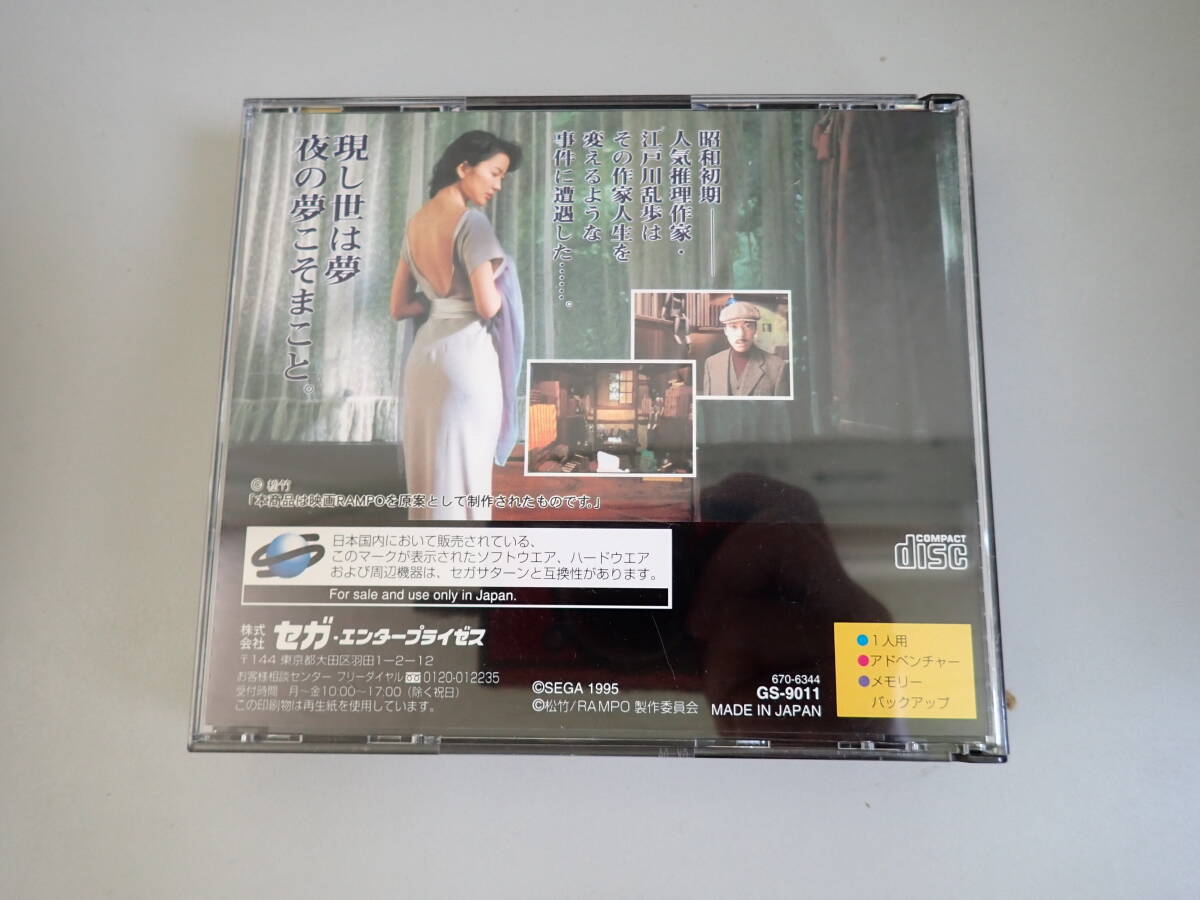 昭和初期――
人気推理作家・
江戸川乱歩は
その作家人生を
変えるような
事件に遭遇した……。
現し世は夢
夜の夢こそまこと。
© 松竹
「本商品は映画RAMPOを原案として制作されたものです。」
日本国内において販売されている、
このマークが表示されたソフトウエア、ハードウエア
および周辺機器は、セガサターンと互換性があります。
For sale and use only in Japan.
COMPACT
disc
株式会社 セガ・エンタープライゼス
〒144 東京都大田区羽田1-2-12
お客様相談センター フリーダイヤル 0120-012235
受付時間 月～金10:00～17:00（除く祝日）
この印刷物は再生紙を使用しています。
©SEGA 1995
©松竹/RAMPO 製作委員会
670-6344
GS-9011
MADE IN JAPAN
●1人用
●アドベンチャー
●メモリー
バックアップ